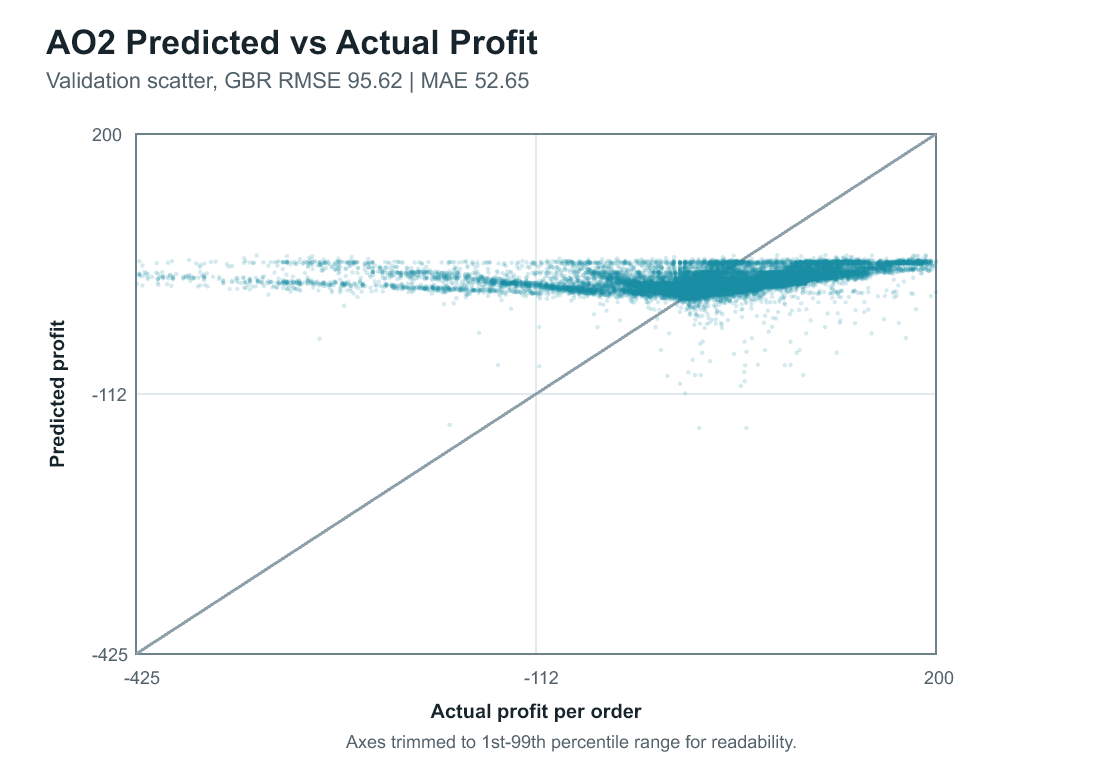 AO2 Predicted vs Actual Profit
Validation scatter, GBR RMSE 95.62 | MAE 52.65
200
Predicted profit
-112
-425
-425
-112
200
Actual profit per order
Axes trimmed to 1st-99th percentile range for readability.